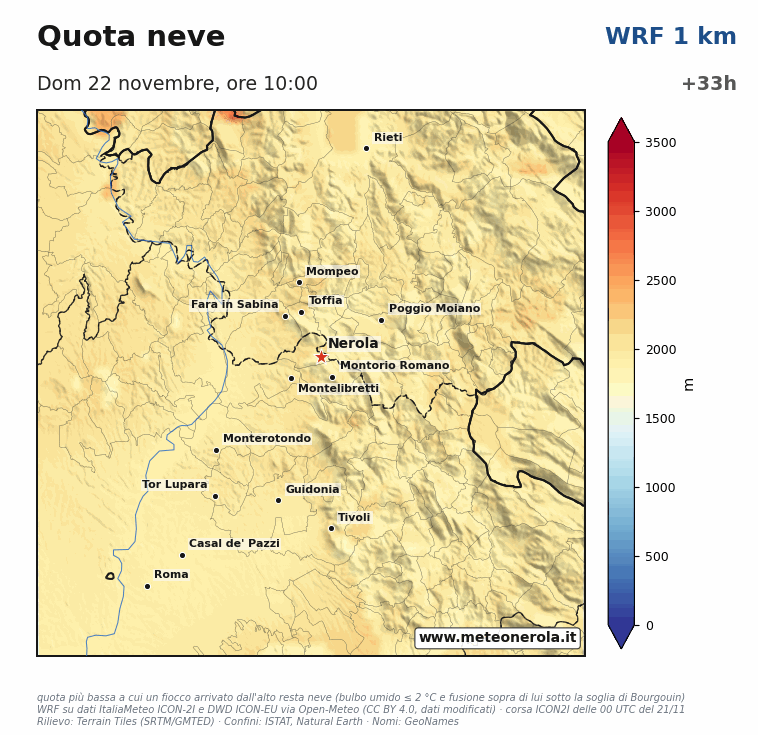 Quota neve
WRF 1 km
Dom 22 novembre, ore 10:00
+33h
Rieti
Mompeo
Fara in Sabina
Toffia
Poggio Moiano
Nerola
Montorio Romano
Montelibretti
Monterotondo
Tor Lupara
Guidonia
Tivoli
Casal de' Pazzi
Roma
www.meteonerola.it
3500
3000
2500
2000
1500
1000
500
0
m
quota più bassa a cui un fiocco arrivato dall'alto resta neve (bulbo umido ≤ 2 °C e fusione sopra di lui sotto la soglia di Bourgouin)
WRF su dati ItaliaMeteo ICON-2I e DWD ICON-EU via Open-Meteo (CC BY 4.0, dati modificati) · corsa ICON2I delle 00 UTC del 21/11
Rilievo: Terrain Tiles (SRTM/GMTED) · Confini: ISTAT, Natural Earth · Nomi: GeoNames